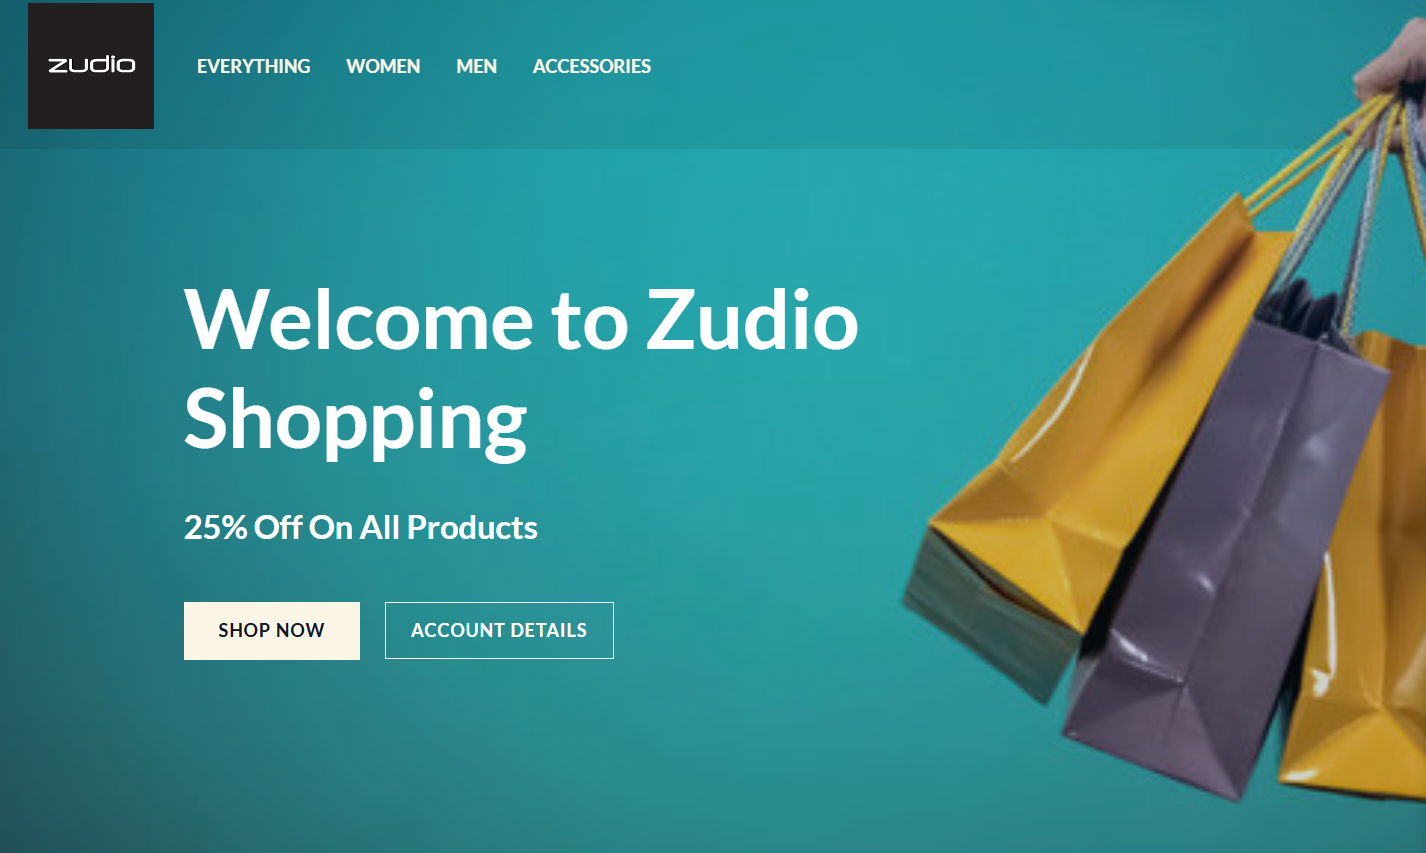 zudio
EVERYTHING WOMEN MEN ACCESSORIES
Welcome to Zudio
Shopping
25% Off On All Products
SHOP NOW ACCOUNT DETAILS